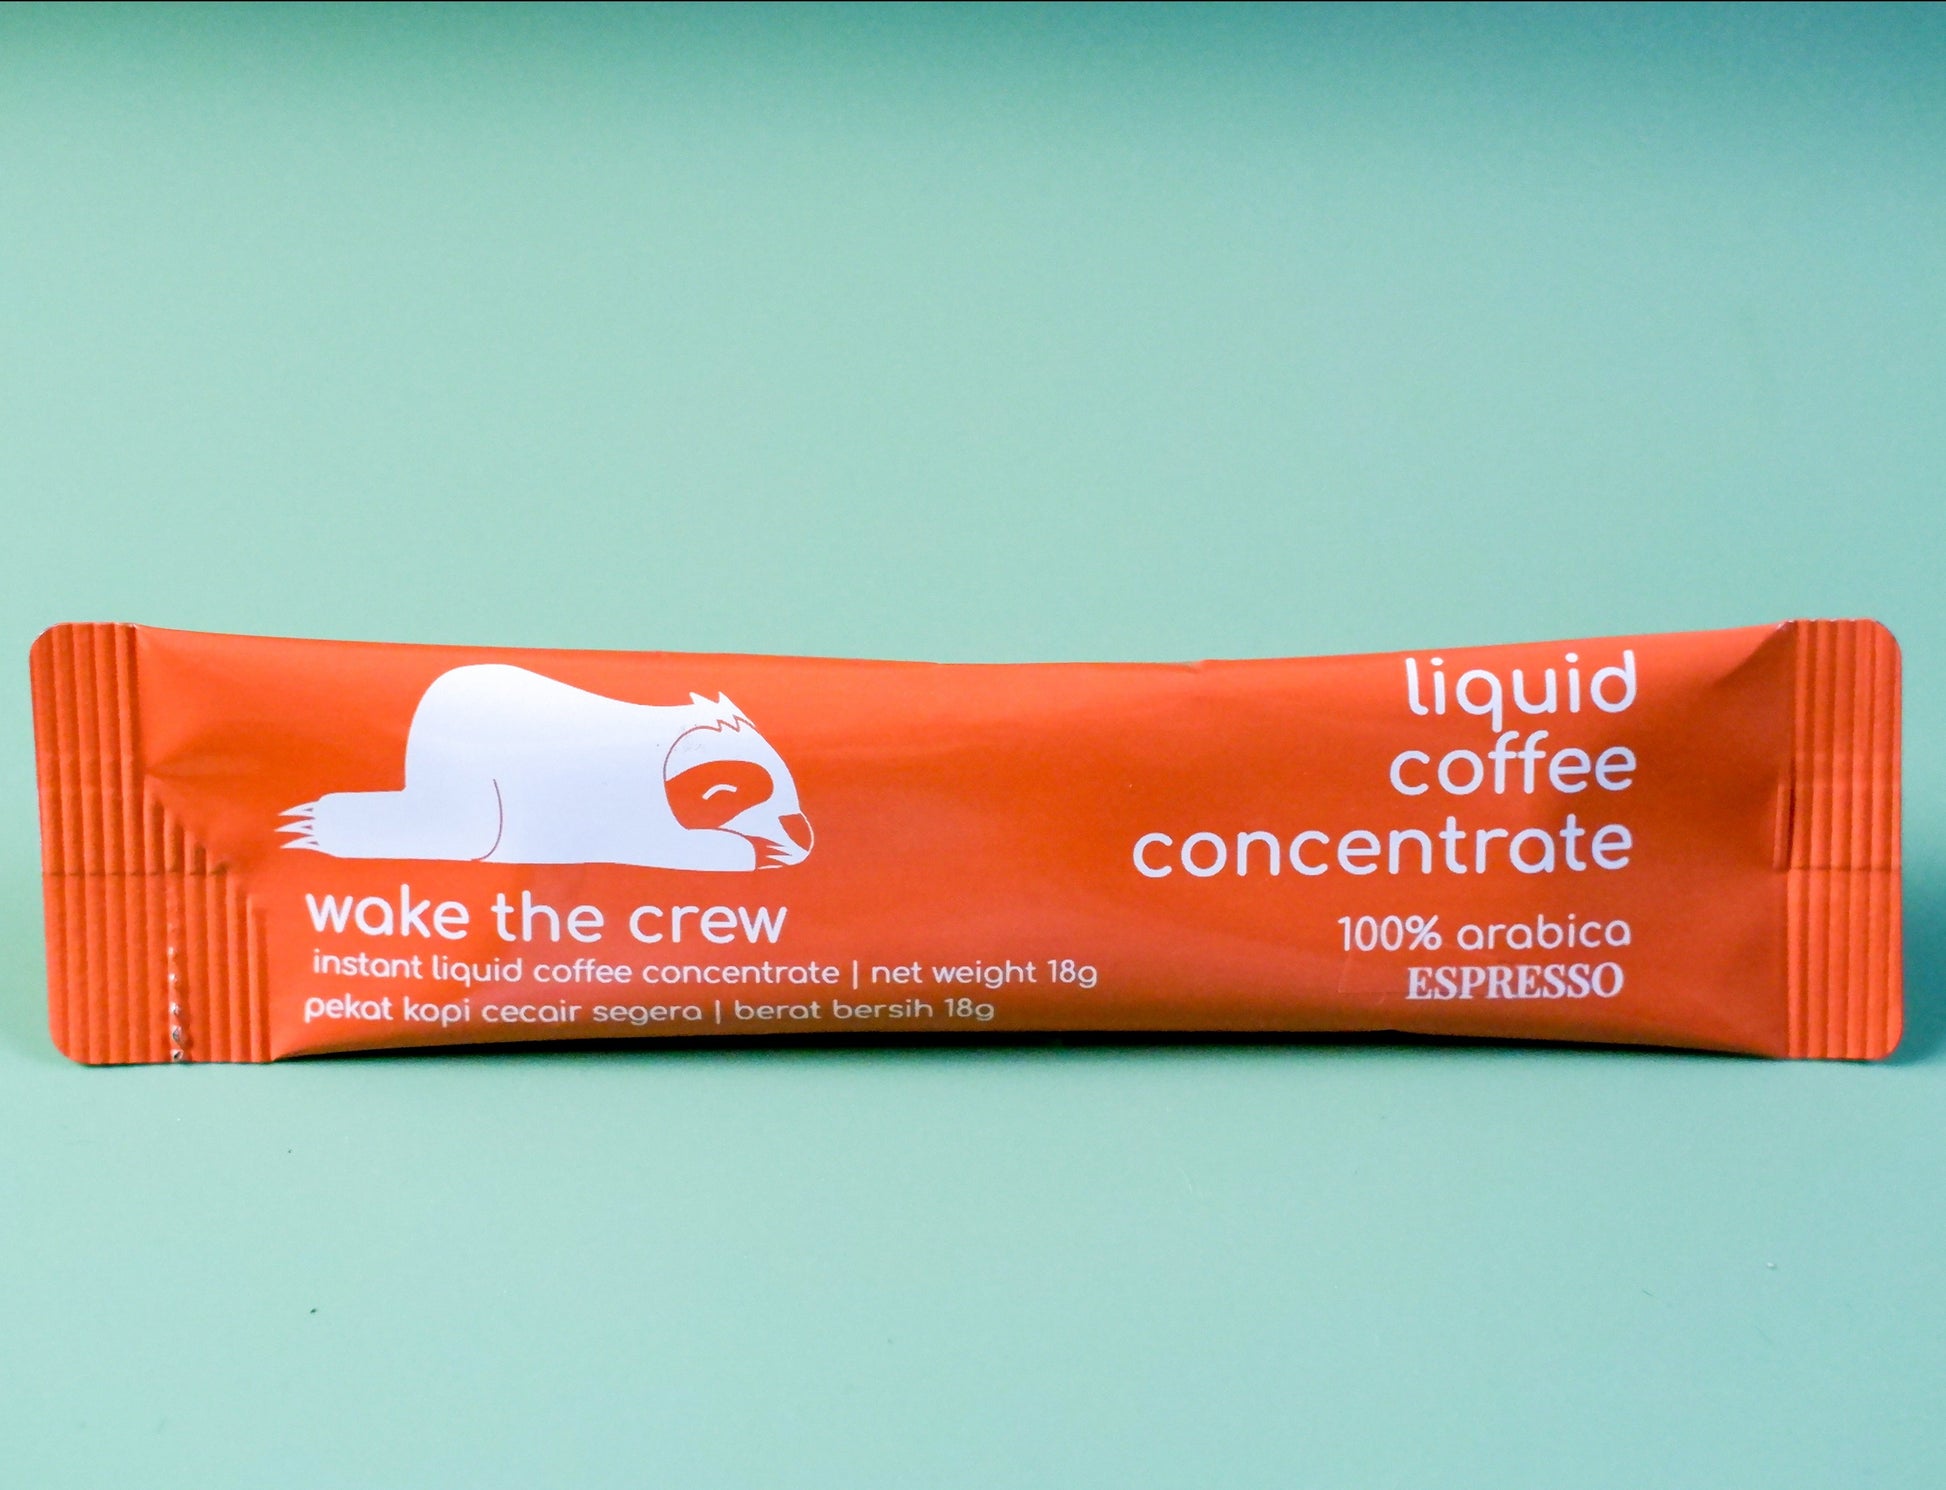 wake the crew
instant liquid coffee concentrate | net weight 18g
pekat kopi cecair segera | berat bersih 18g
liquid
coffee
concentrate
100% arabica
ESPRESSO